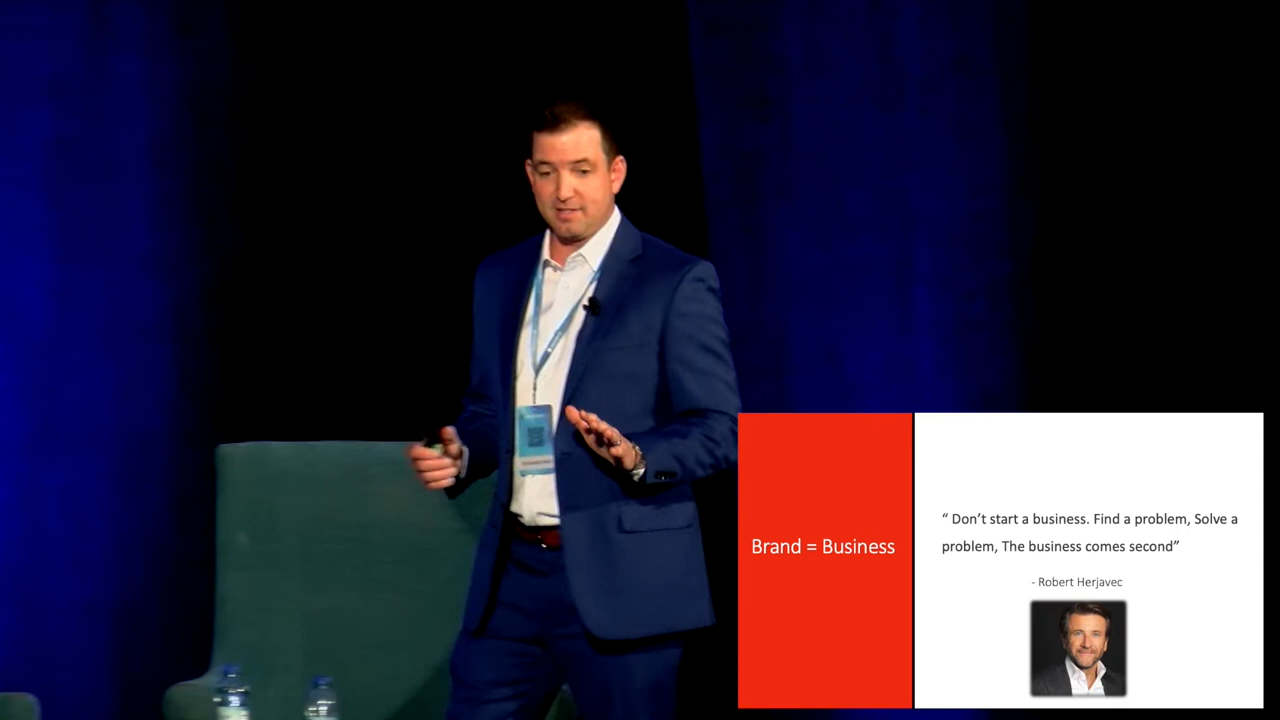 Brand = Business
“ Don’t start a business. Find a problem, Solve a
problem, The business comes second”
- Robert Herjavec